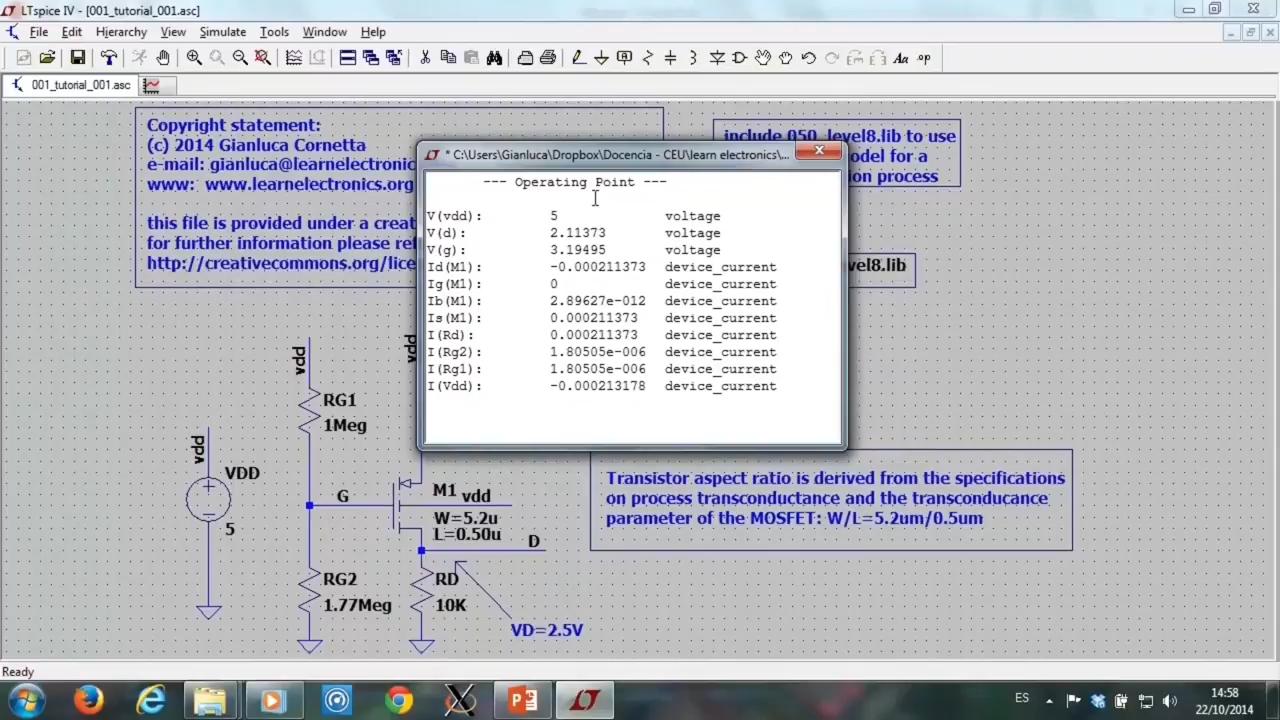 LTspice IV - [001_tutorial_001.asc]
File Edit Hierarchy View Simulate Tools Window Help
Aa .op
001_tutorial_001.asc
Copyright statement:
(c) 2014 Gianluca Cornetta
e-mail: gianluca@learnelectronic
www: www.learnelectronics.org
this file is provided under a creat
for further information please ref
http://creativecommons.org/lice
include 050_level8.lib to use
odel for a
on process
vel8.lib
* C:\Users\Gianluca\Dropbox\Docencia - CEU\learn electronics\...
--- Operating Point ---
V(vdd): 5 voltage
V(d): 2.11373 voltage
V(g): 3.19495 voltage
Id(M1): -0.000211373 device_current
Ig(M1): 0 device_current
Ib(M1): 2.89627e-012 device_current
Is(M1): 0.000211373 device_current
I(Rd): 0.000211373 device_current
I(Rg2): 1.80505e-006 device_current
I(Rg1): 1.80505e-006 device_current
I(Vdd): -0.000213178 device_current
vdd
vdd
RG1
1Meg
vdd
VDD
5
G
M1
vdd
W=5.2u
L=0.50u
D
RG2
1.77Meg
RD
10K
VD=2.5V
Transistor aspect ratio is derived from the specifications
on process transconductance and the transconducance
parameter of the MOSFET: W/L=5.2um/0.5um
Ready
ES
14:58
22/10/2014